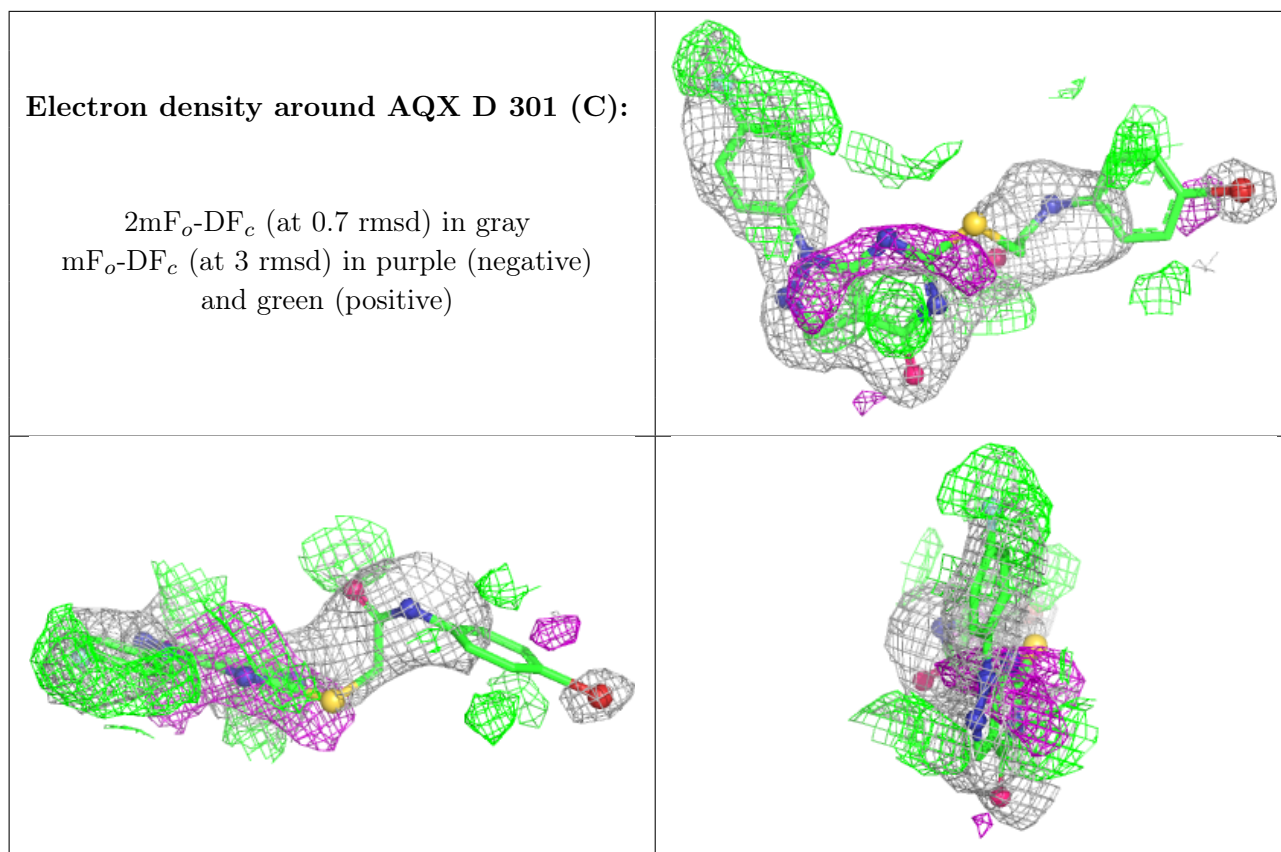 Electron density around AQX D 301 (C):
2mFₒ-DF𝒸 (at 0.7 rmsd) in gray
mFₒ-DF𝒸 (at 3 rmsd) in purple (negative)
and green (positive)